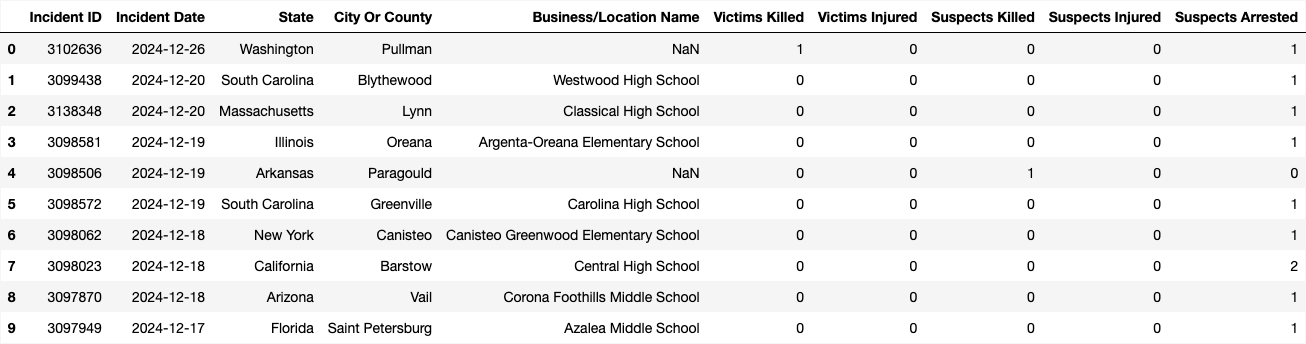 Incident ID Incident Date State City Or County Business/Location Name Victims Killed Victims Injured Suspects Killed Suspects Injured Suspects Arrested
0 3102636 2024-12-26 Washington Pullman NaN 1 0 0 0 1
1 3099438 2024-12-20 South Carolina Blythewood Westwood High School 0 0 0 0 1
2 3138348 2024-12-20 Massachusetts Lynn Classical High School 0 0 0 0 1
3 3098581 2024-12-19 Illinois Oreana Argenta-Oreana Elementary School 0 0 0 0 1
4 3098506 2024-12-19 Arkansas Paragould NaN 0 0 1 0 0
5 3098572 2024-12-19 South Carolina Greenville Carolina High School 0 0 0 0 1
6 3098062 2024-12-18 New York Canisteo Canisteo Greenwood Elementary School 0 0 0 0 1
7 3098023 2024-12-18 California Barstow Central High School 0 0 0 0 2
8 3097870 2024-12-18 Arizona Vail Corona Foothills Middle School 0 0 0 0 1
9 3097949 2024-12-17 Florida Saint Petersburg Azalea Middle School 0 0 0 0 1